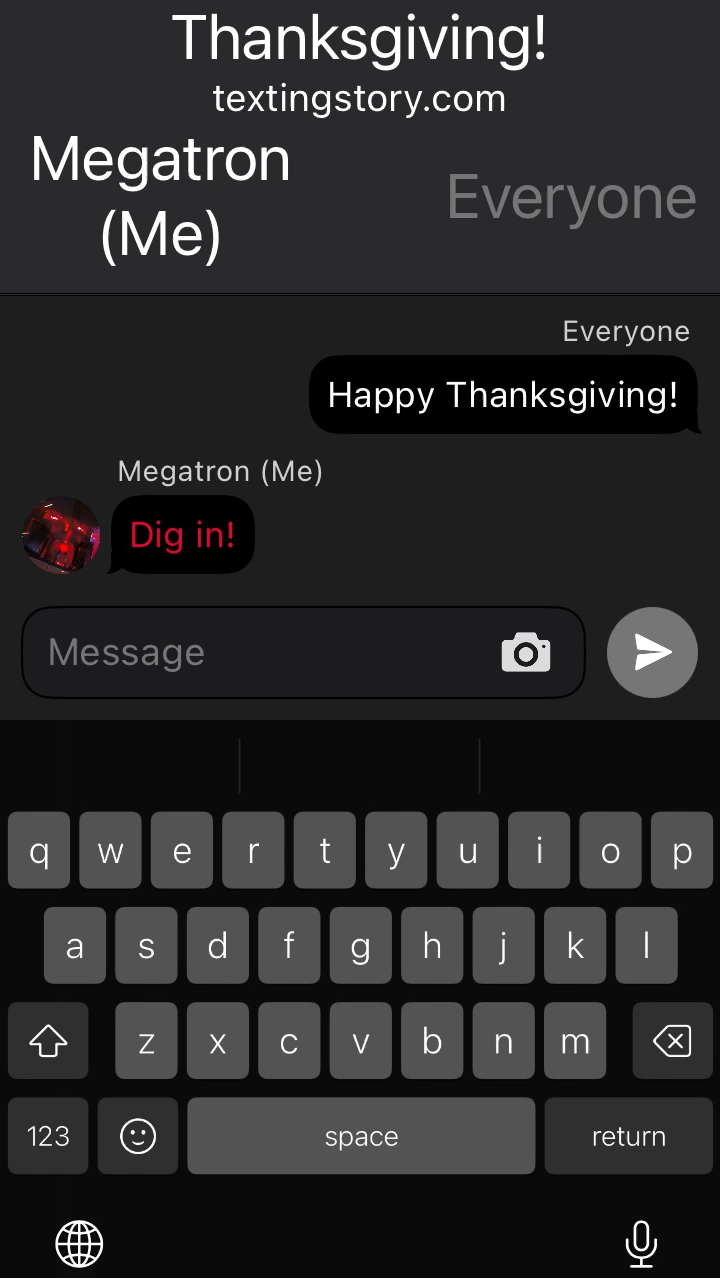 Thanksgiving!
textingstory.com
Megatron
(Me)
Everyone
Everyone
Happy Thanksgiving!
Megatron (Me)
Dig in!
Message
q w e r t y u i o p
a s d f g h j k l
z x c v b n m
123 space return